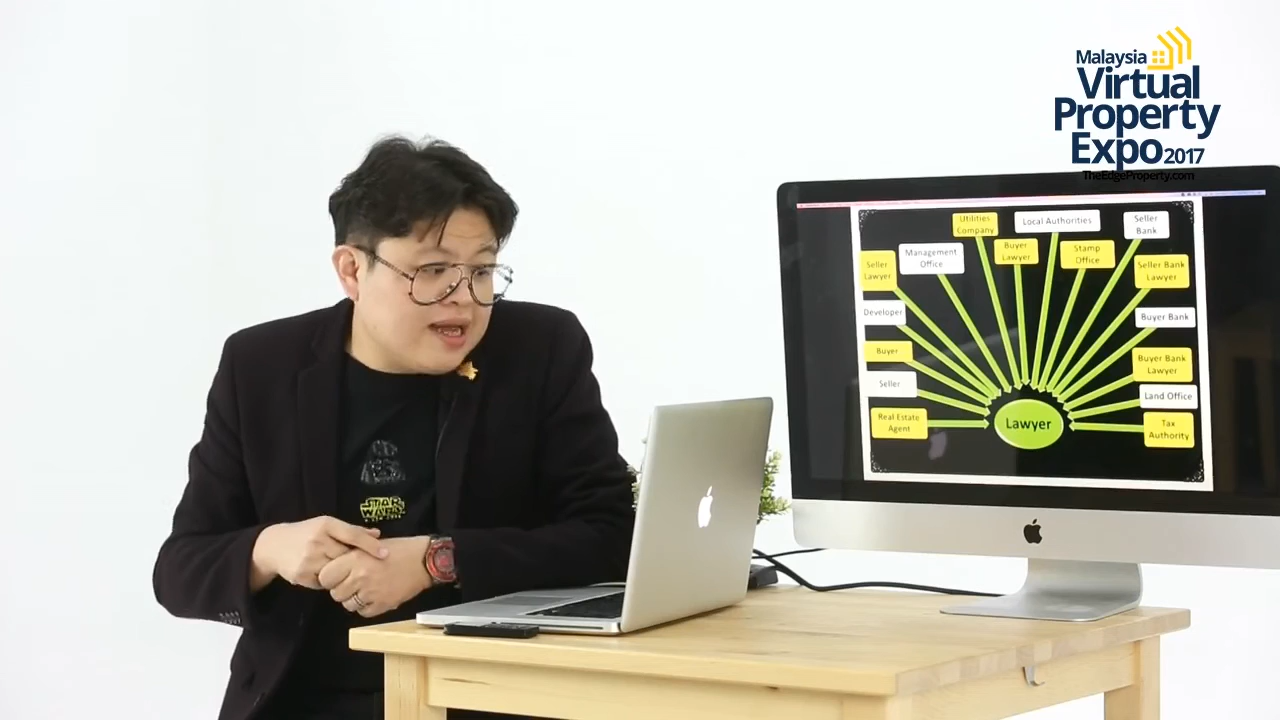 Malaysia
Virtual
Property
Expo 2017
TheEdgeProperty.com
Utilities
Company
Local Authorities
Seller
Bank
Seller
Lawyer
Management
Office
Buyer
Lawyer
Stamp
Office
Seller Bank
Lawyer
Developer
Buyer Bank
Buyer
Buyer Bank
Lawyer
Seller
Land Office
Real Estate
Agent
Lawyer
Tax
Authority
STAR
WARS